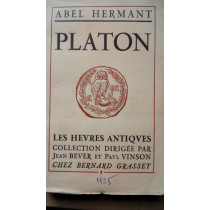 ABEL HERMANT
PLATON
LES HEVRES ANTIQVES
COLLECTION DIRIGÉE PAR
JEAN BEVER ET PAVL VINSON
CHEZ BERNARD GRASSET
1925